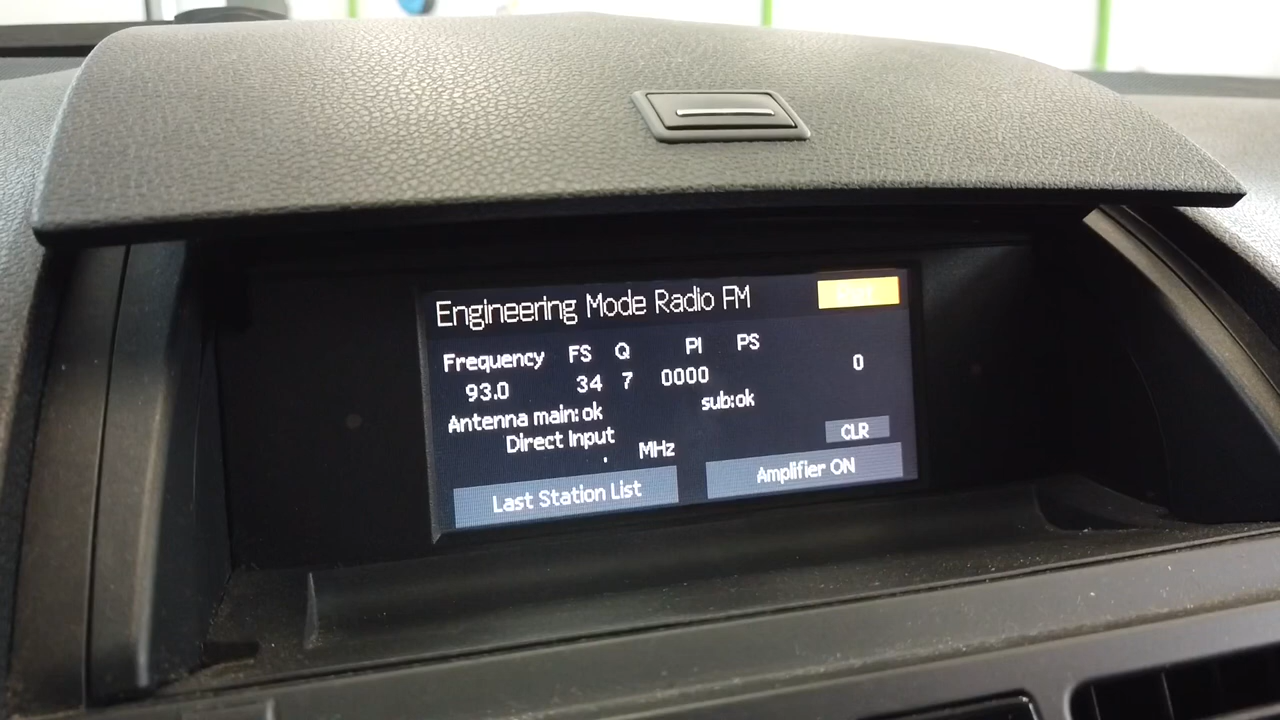 Engineering Mode Radio FM
Frequency FS Q PI PS
93.0 34 7 0000 0
Antenna main: ok sub:ok
Direct Input
. MHz
CLR
Last Station List Amplifier ON